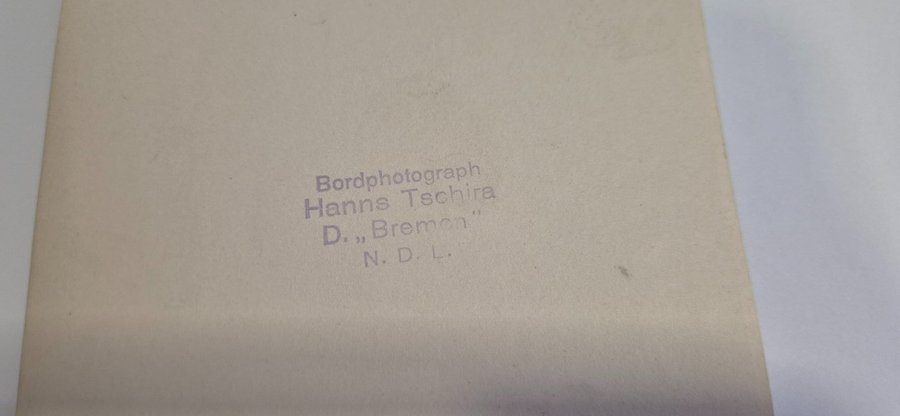 Bordphotograph
Hanns Tschira
D. „Bremen"
N. D. L.